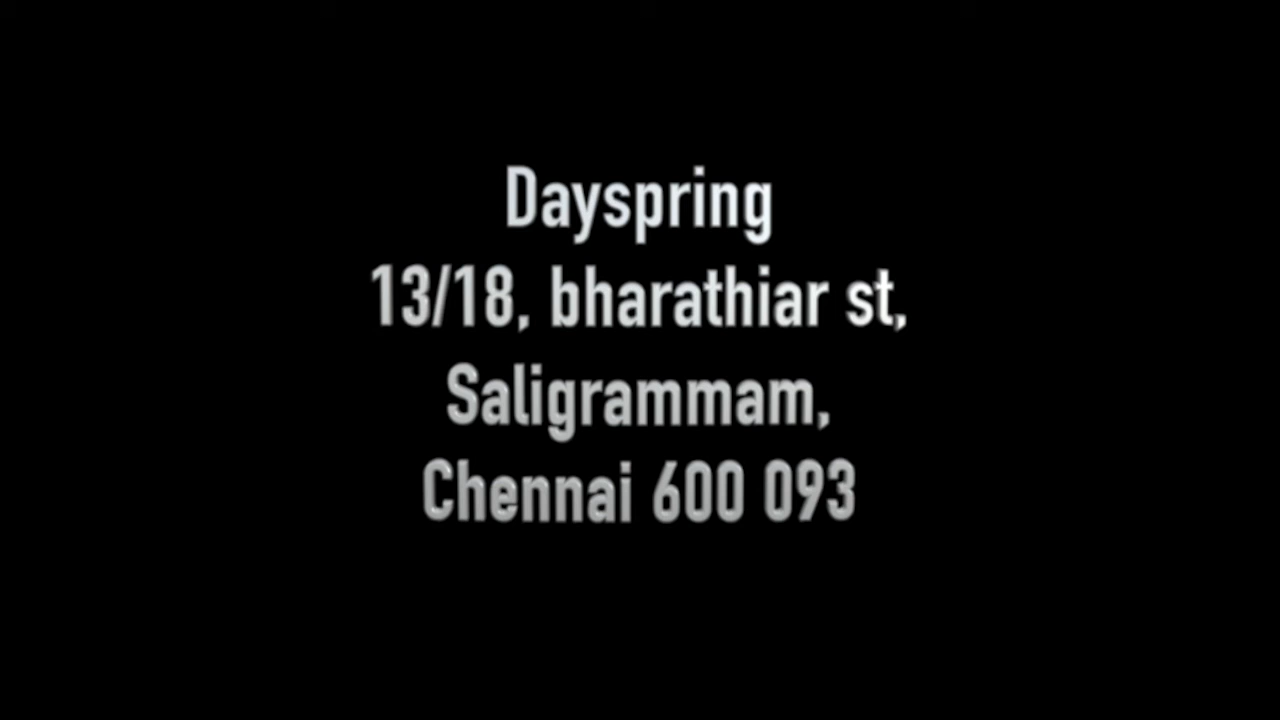 Dayspring
13/18, bharathiar st,
Saligrammam,
Chennai 600 093